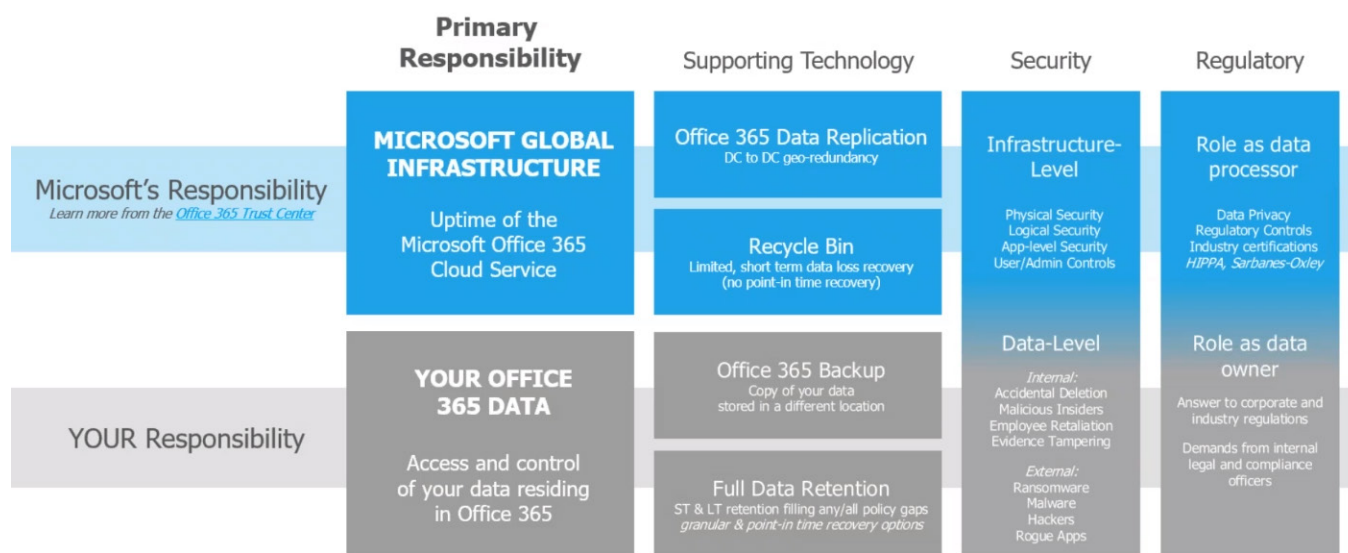 Primary
Responsibility
Supporting Technology
Security
Regulatory
Microsoft's Responsibility
Learn more from the Office 365 Trust Center
MICROSOFT GLOBAL
INFRASTRUCTURE
Uptime of the
Microsoft Office 365
Cloud Service
Office 365 Data Replication
DC to DC geo-redundancy
Recycle Bin
Limited, short term data loss recovery
(no point-in time recovery)
Infrastructure-
Level
Physical Security
Logical Security
App-level Security
User/Admin Controls
Role as data
processor
Data Privacy
Regulatory Controls
Industry certifications
HIPPA, Sarbanes-Oxley
YOUR Responsibility
YOUR OFFICE
365 DATA
Access and control
of your data residing
in Office 365
Office 365 Backup
Copy of your data
stored in a different location
Full Data Retention
ST & LT retention filling any/all policy gaps
granular & point-in time recovery options
Data-Level
Internal:
Accidental Deletion
Malicious Insiders
Employee Retaliation
Evidence Tampering
External:
Ransomware
Malware
Hackers
Rogue Apps
Role as data
owner
Answer to corporate and
industry regulations
Demands from internal
legal and compliance
officers